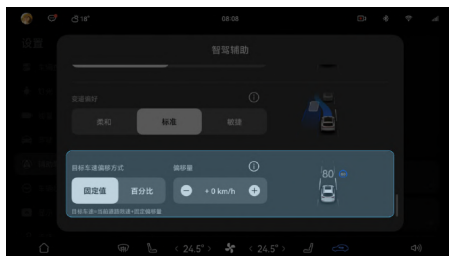 18°
08:08
设置
智驾辅助
变道偏好
柔和
标准
敏捷
目标车速偏移方式
偏移量
固定值
百分比
+ 0 km/h
80
目标车速=当前道路限速+固定偏移量
< 24.5° >
< 24.5° >